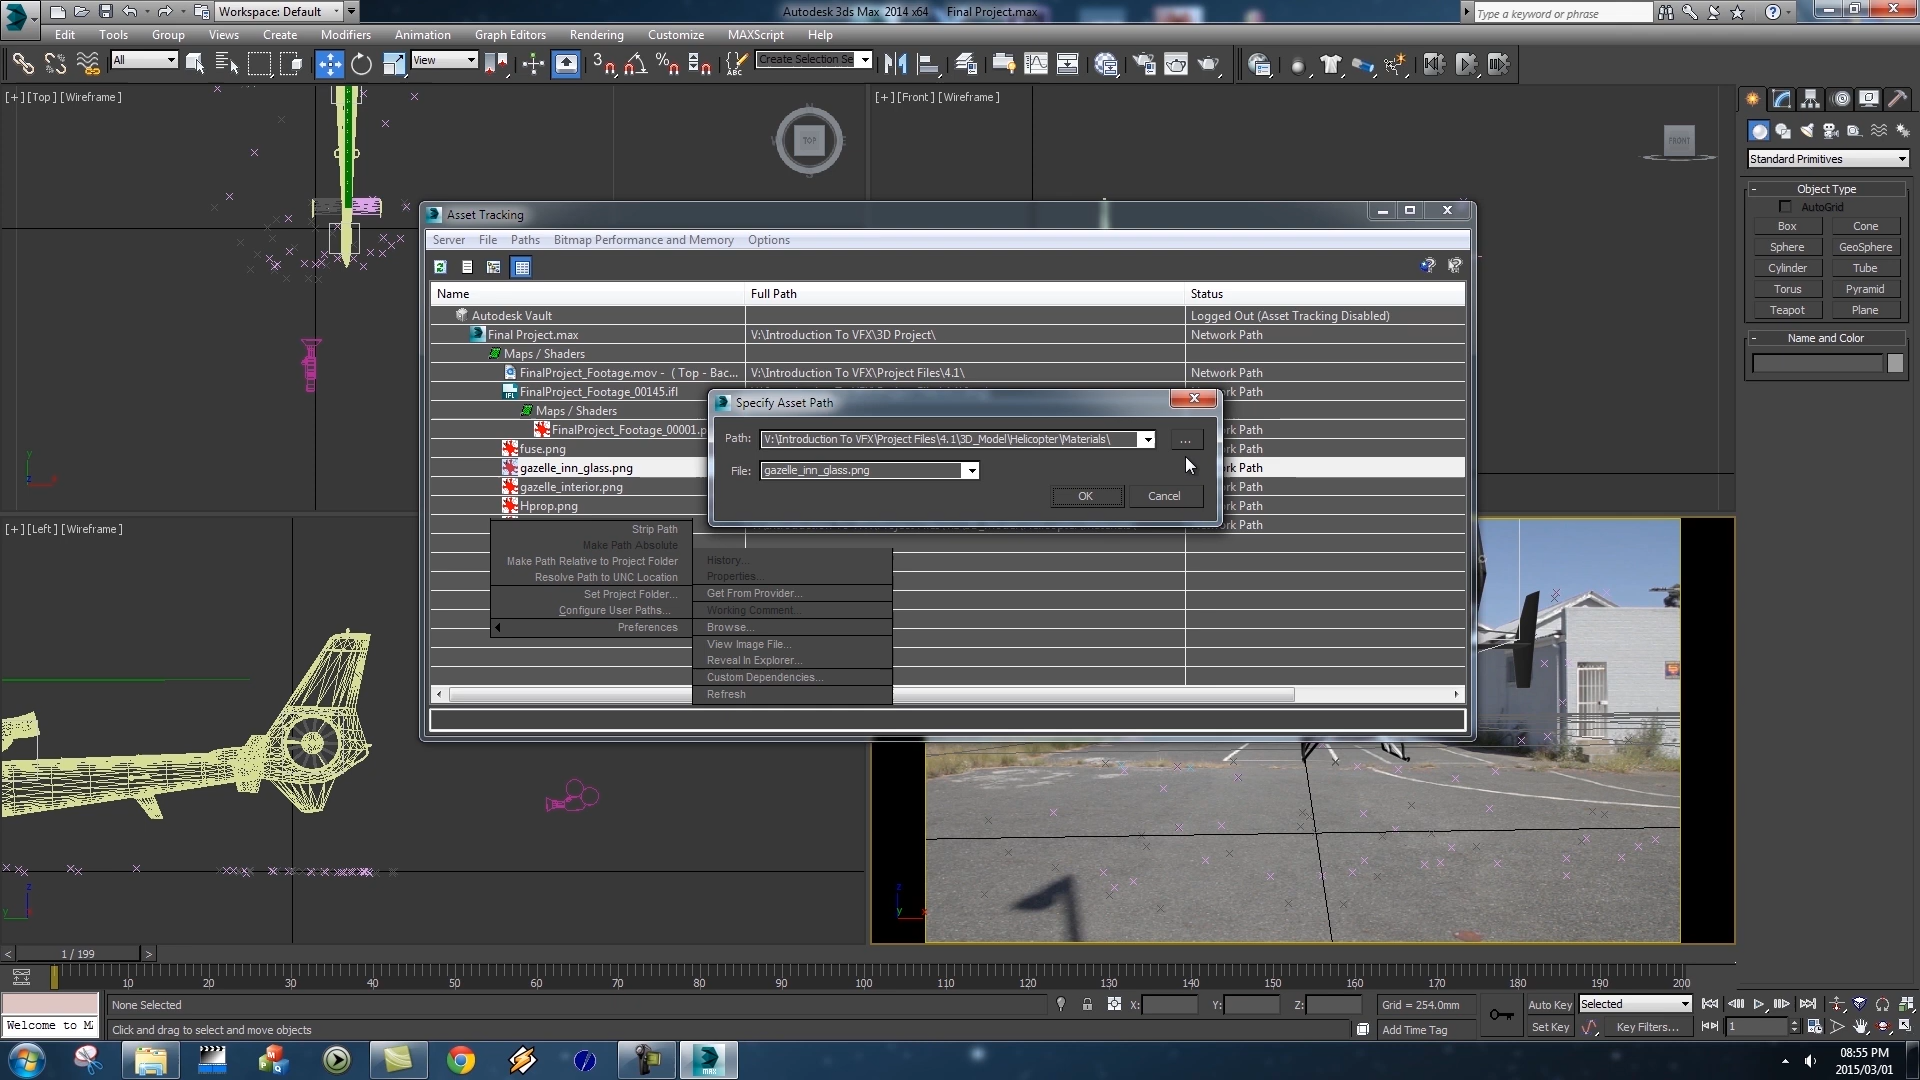 Workspace: Default
Autodesk 3ds Max 2014 x64 Final Project.max
Type a keyword or phrase
Edit Tools Group Views Create Modifiers Animation Graph Editors Rendering Customize MAXScript Help
All
View
Create Selection Se
[+] [Top] [Wireframe]
TOP
[+] [Front] [Wireframe]
FRONT
Standard Primitives
- Object Type
AutoGrid
Box Cone
Sphere GeoSphere
Cylinder Tube
Torus Pyramid
Teapot Plane
- Name and Color
Asset Tracking
Server File Paths Bitmap Performance and Memory Options
Name Full Path Status
Autodesk Vault Logged Out (Asset Tracking Disabled)
Final Project.max V:\Introduction To VFX\3D Project\ Network Path
Maps / Shaders
FinalProject_Footage.mov - ( Top - Bac... V:\Introduction To VFX\Project Files\4.1\ Network Path
FinalProject_Footage_00145.ifl
Maps / Shaders
FinalProject_Footage_00001.p
fuse.png
gazelle_inn_glass.png
gazelle_interior.png
Hprop.png
Specify Asset Path
Path: V:\Introduction To VFX\Project Files\4.1\3D_Model\Helicopter\Materials\ ...
File: gazelle_inn_glass.png
OK Cancel
Strip Path
Make Path Absolute
Make Path Relative to Project Folder
Resolve Path to UNC Location
Set Project Folder...
Configure User Paths...
Preferences
History...
Properties...
Get From Provider...
Working Comment...
Browse...
View Image File...
Reveal In Explorer...
Custom Dependencies...
Refresh
[+] [Left] [Wireframe]
z
y
z
y
x
< 1 / 199 >
10 20 30 40 50 60 70 80 90 100 110 120 130 140 150 160 170 180 190 200
None Selected
X: Y: Z: Grid = 254.0mm
Auto Key Selected
Welcome to M
Click and drag to select and move objects
Add Time Tag
Set Key Key Filters...
1
MAX
08:55 PM
2015/03/01